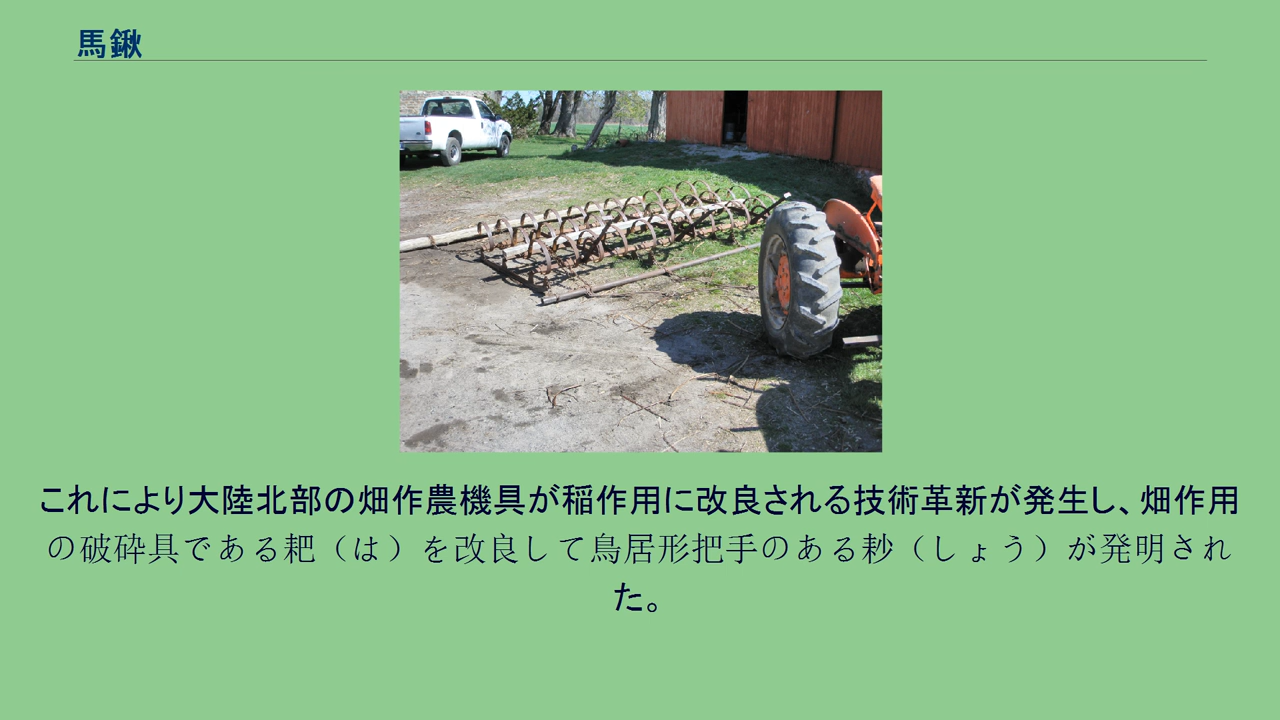 馬鍬
これにより大陸北部の畑作農機具が稲作用に改良される技術革新が発生し、畑作用
の破砕具である耙（は）を改良して鳥居形把手のある耖（しょう）が発明され
た。